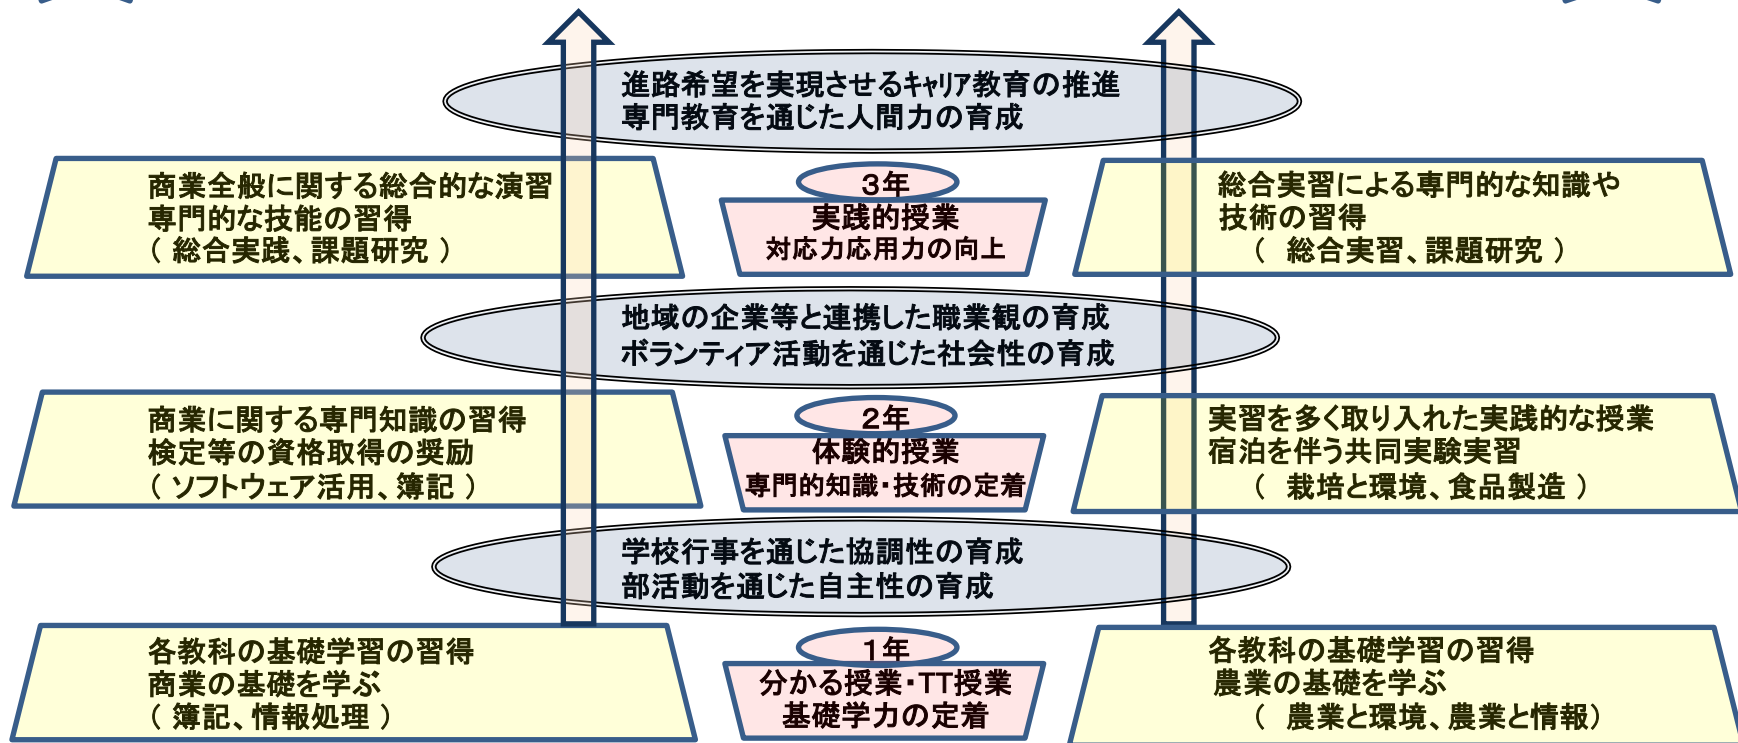 進路希望を実現させるキャリア教育の推進
専門教育を通じた人間力の育成
商業全般に関する総合的な演習
専門的な技能の習得
（ 総合実践、課題研究 ）
３年
実践的授業
対応力応用力の向上
総合実習による専門的な知識や
技術の習得
（　総合実習、課題研究 ）
地域の企業等と連携した職業観の育成
ボランティア活動を通じた社会性の育成
商業に関する専門知識の習得
検定等の資格取得の奨励
（ ソフトウェア活用、簿記 ）
２年
体験的授業
専門的知識・技術の定着
実習を多く取り入れた実践的な授業
宿泊を伴う共同実験実習
（　栽培と環境、食品製造 ）
学校行事を通じた協調性の育成
部活動を通じた自主性の育成
各教科の基礎学習の習得
商業の基礎を学ぶ
（ 簿記、情報処理 ）
１年
分かる授業・TT授業
基礎学力の定着
各教科の基礎学習の習得
農業の基礎を学ぶ
（　農業と環境、農業と情報）